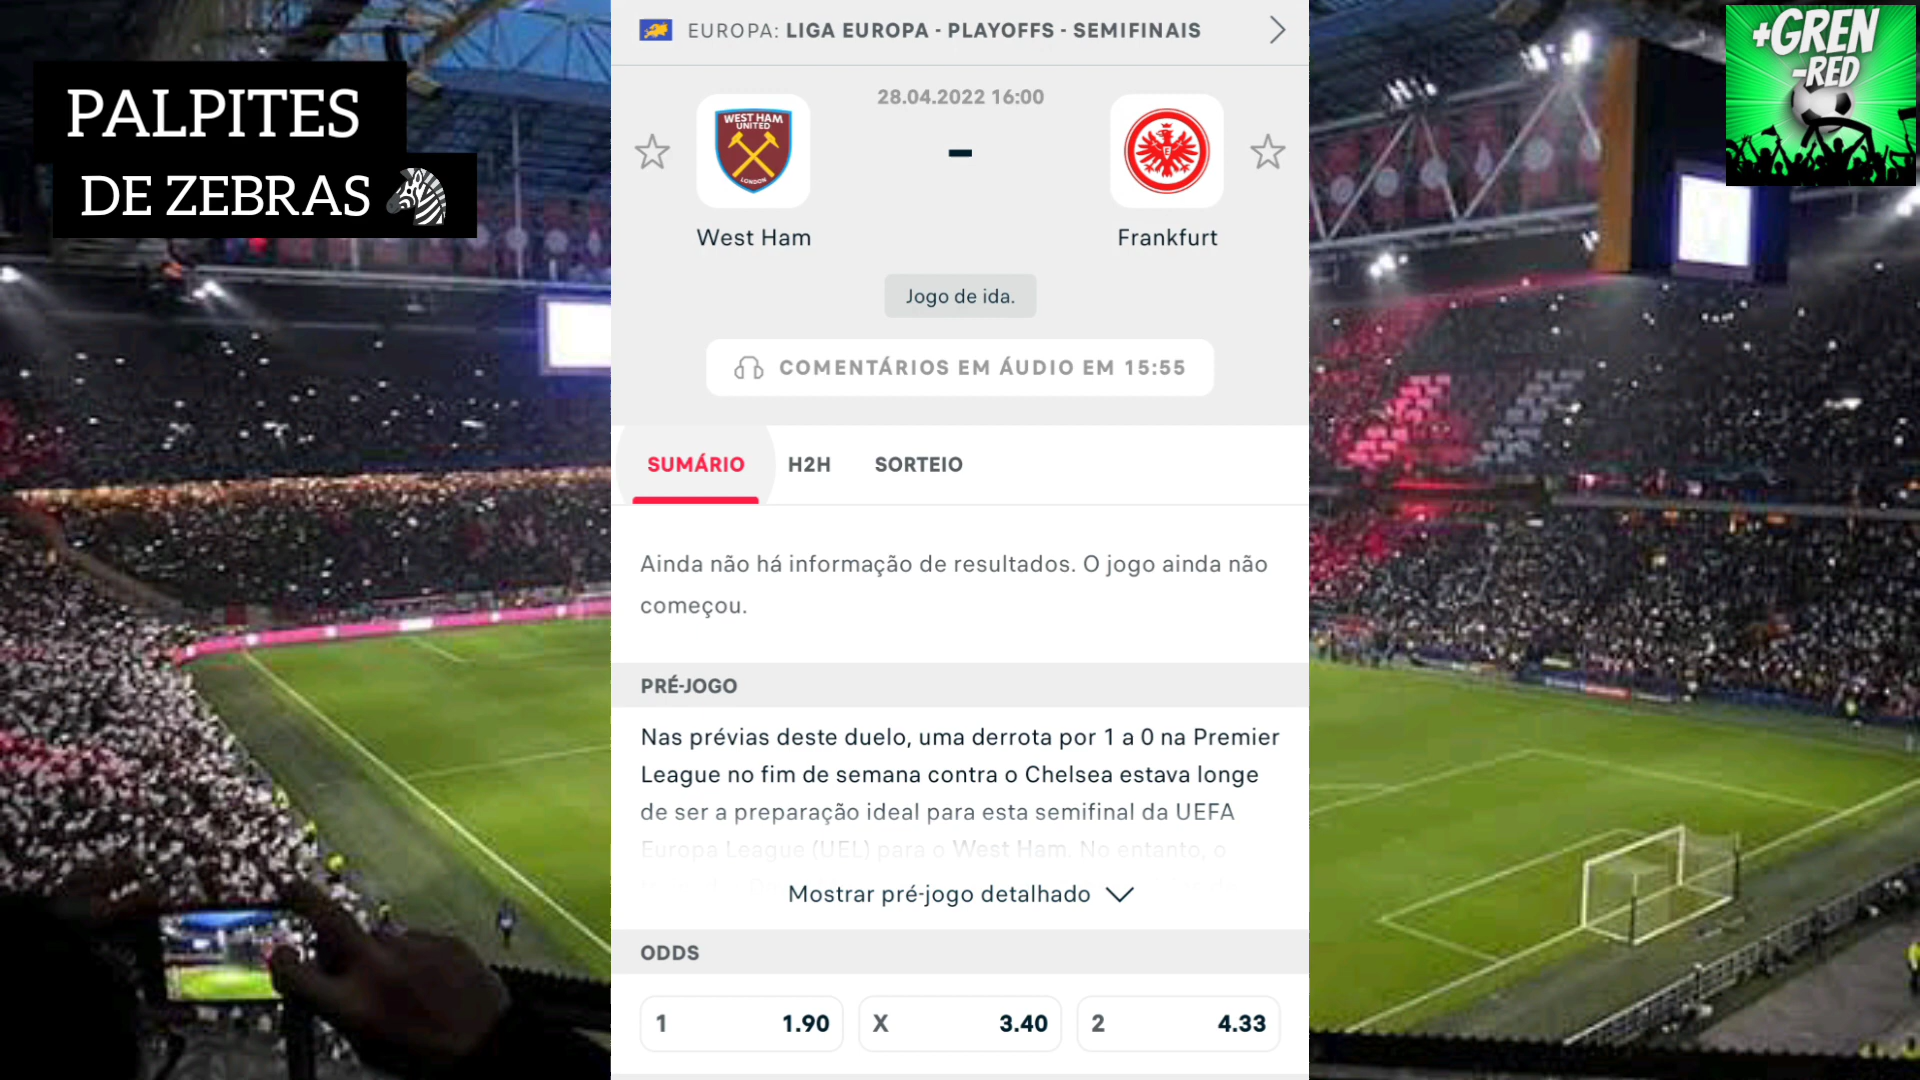 PALPITES
DE ZEBRAS
+GREN
-RED
EUROPA: LIGA EUROPA - PLAYOFFS - SEMIFINAIS
28.04.2022 16:00
WEST HAM
UNITED
LONDON
-
West Ham
Frankfurt
Jogo de ida.
COMENTÁRIOS EM ÁUDIO EM 15:55
SUMÁRIO H2H SORTEIO
Ainda não há informação de resultados. O jogo ainda não
começou.
PRÉ-JOGO
Nas prévias deste duelo, uma derrota por 1 a 0 na Premier
League no fim de semana contra o Chelsea estava longe
de ser a preparação ideal para esta semifinal da UEFA
Europa League (UEL) para o West Ham. No entanto, o
Mostrar pré-jogo detalhado
ODDS
1 1.90 X 3.40 2 4.33